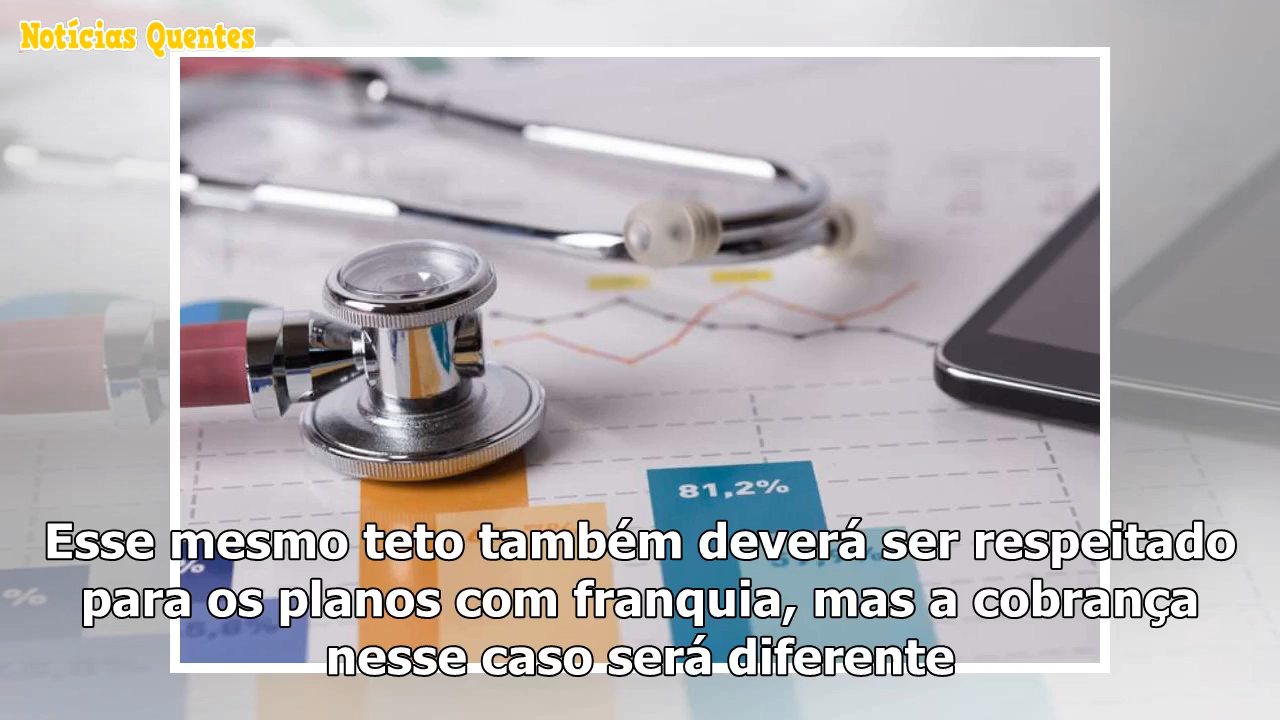 Notícias Quentes
81,2%
%
%
Esse mesmo teto também deverá ser respeitado
para os planos com franquia, mas a cobrança
nesse caso será diferente